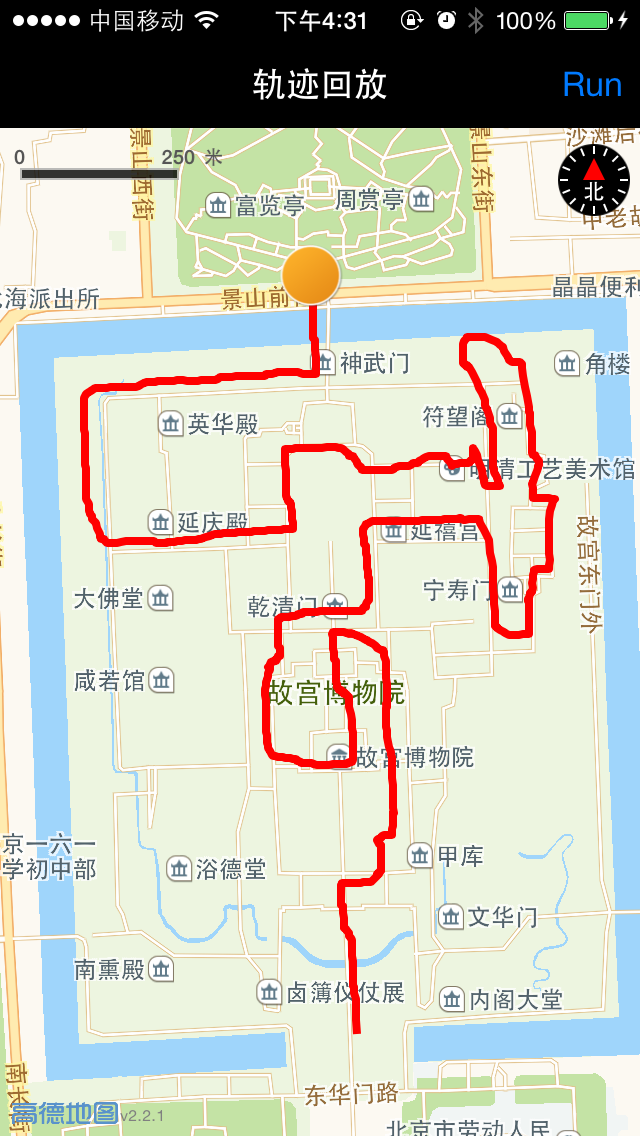 中国移动 下午4:31 100%
轨迹回放 Run
景山西街
景山东街
沙滩后
0 250 米
富览亭
周赏亭
北
中老胡
北海派出所
景山前
晶晶便利
神武门
角楼
英华殿
符望阁
明清工艺美术馆
延庆殿
延禧宫
故宫东门外
大佛堂
乾清门
宁寿门
咸若馆
故宫博物院
故宫博物院
京一六一
学初中部
浴德堂
甲库
文华门
南熏殿
卤簿仪仗展
内阁大堂
南长街
东华门路
高德地图 v2.2.1
北京市劳动人民